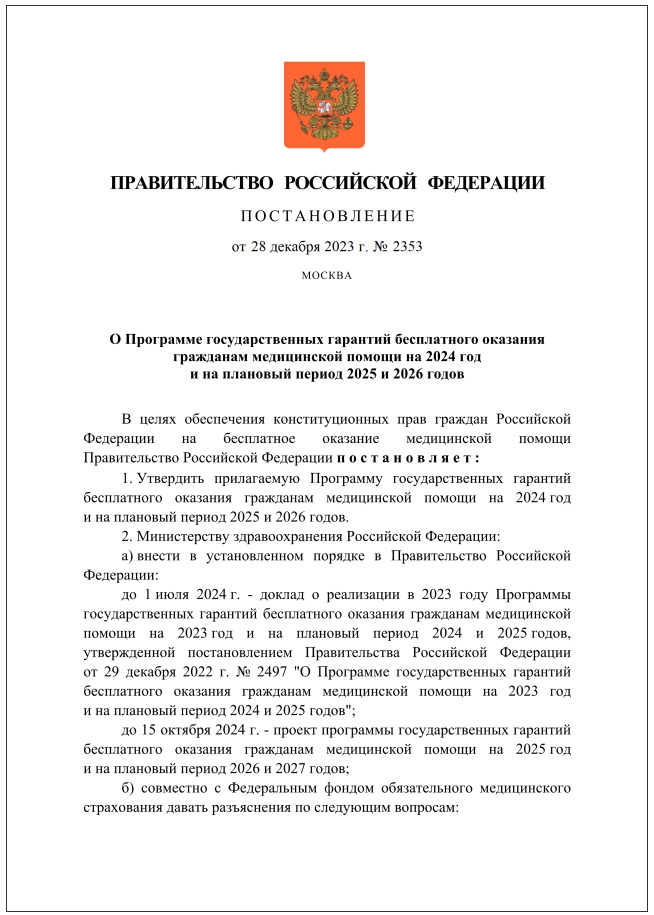 ПРАВИТЕЛЬСТВО РОССИЙСКОЙ ФЕДЕРАЦИИ
ПОСТАНОВЛЕНИЕ
от 28 декабря 2023 г. № 2353
МОСКВА
О Программе государственных гарантий бесплатного оказания
гражданам медицинской помощи на 2024 год
и на плановый период 2025 и 2026 годов
В целях обеспечения конституционных прав граждан Российской
Федерации на бесплатное оказание медицинской помощи
Правительство Российской Федерации постановляет:
1. Утвердить прилагаемую Программу государственных гарантий
бесплатного оказания гражданам медицинской помощи на 2024 год
и на плановый период 2025 и 2026 годов.
2. Министерству здравоохранения Российской Федерации:
а) внести в установленном порядке в Правительство Российской
Федерации:
до 1 июля 2024 г. - доклад о реализации в 2023 году Программы
государственных гарантий бесплатного оказания гражданам медицинской
помощи на 2023 год и на плановый период 2024 и 2025 годов,
утвержденной постановлением Правительства Российской Федерации
от 29 декабря 2022 г. № 2497 "О Программе государственных гарантий
бесплатного оказания гражданам медицинской помощи на 2023 год
и на плановый период 2024 и 2025 годов";
до 15 октября 2024 г. - проект программы государственных гарантий
бесплатного оказания гражданам медицинской помощи на 2025 год
и на плановый период 2026 и 2027 годов;
б) совместно с Федеральным фондом обязательного медицинского
страхования давать разъяснения по следующим вопросам: